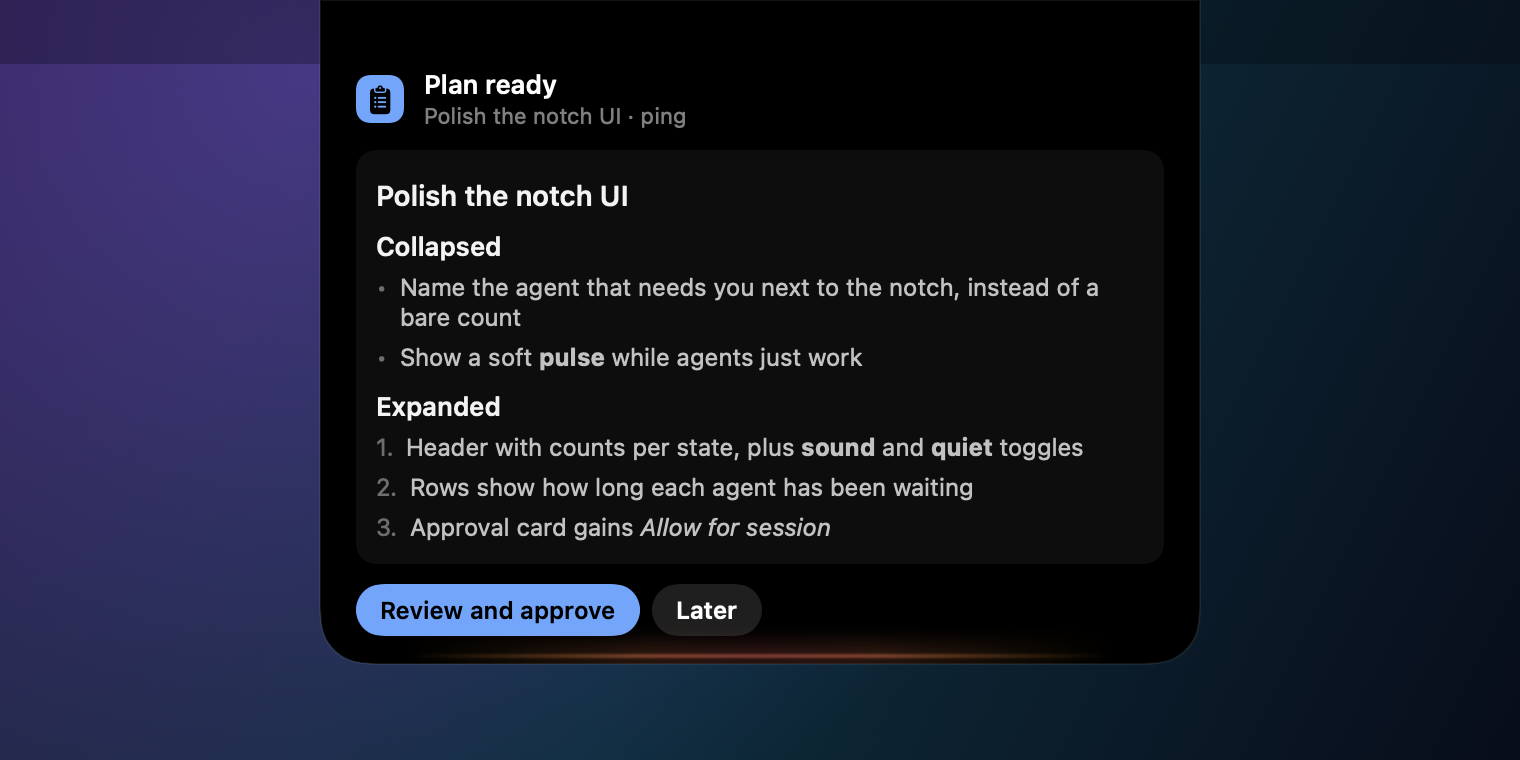 Plan ready
Polish the notch UI · ping
Polish the notch UI
Collapsed
• Name the agent that needs you next to the notch, instead of a
bare count
• Show a soft pulse while agents just work
Expanded
1. Header with counts per state, plus sound and quiet toggles
2. Rows show how long each agent has been waiting
3. Approval card gains Allow for session
Review and approve
Later